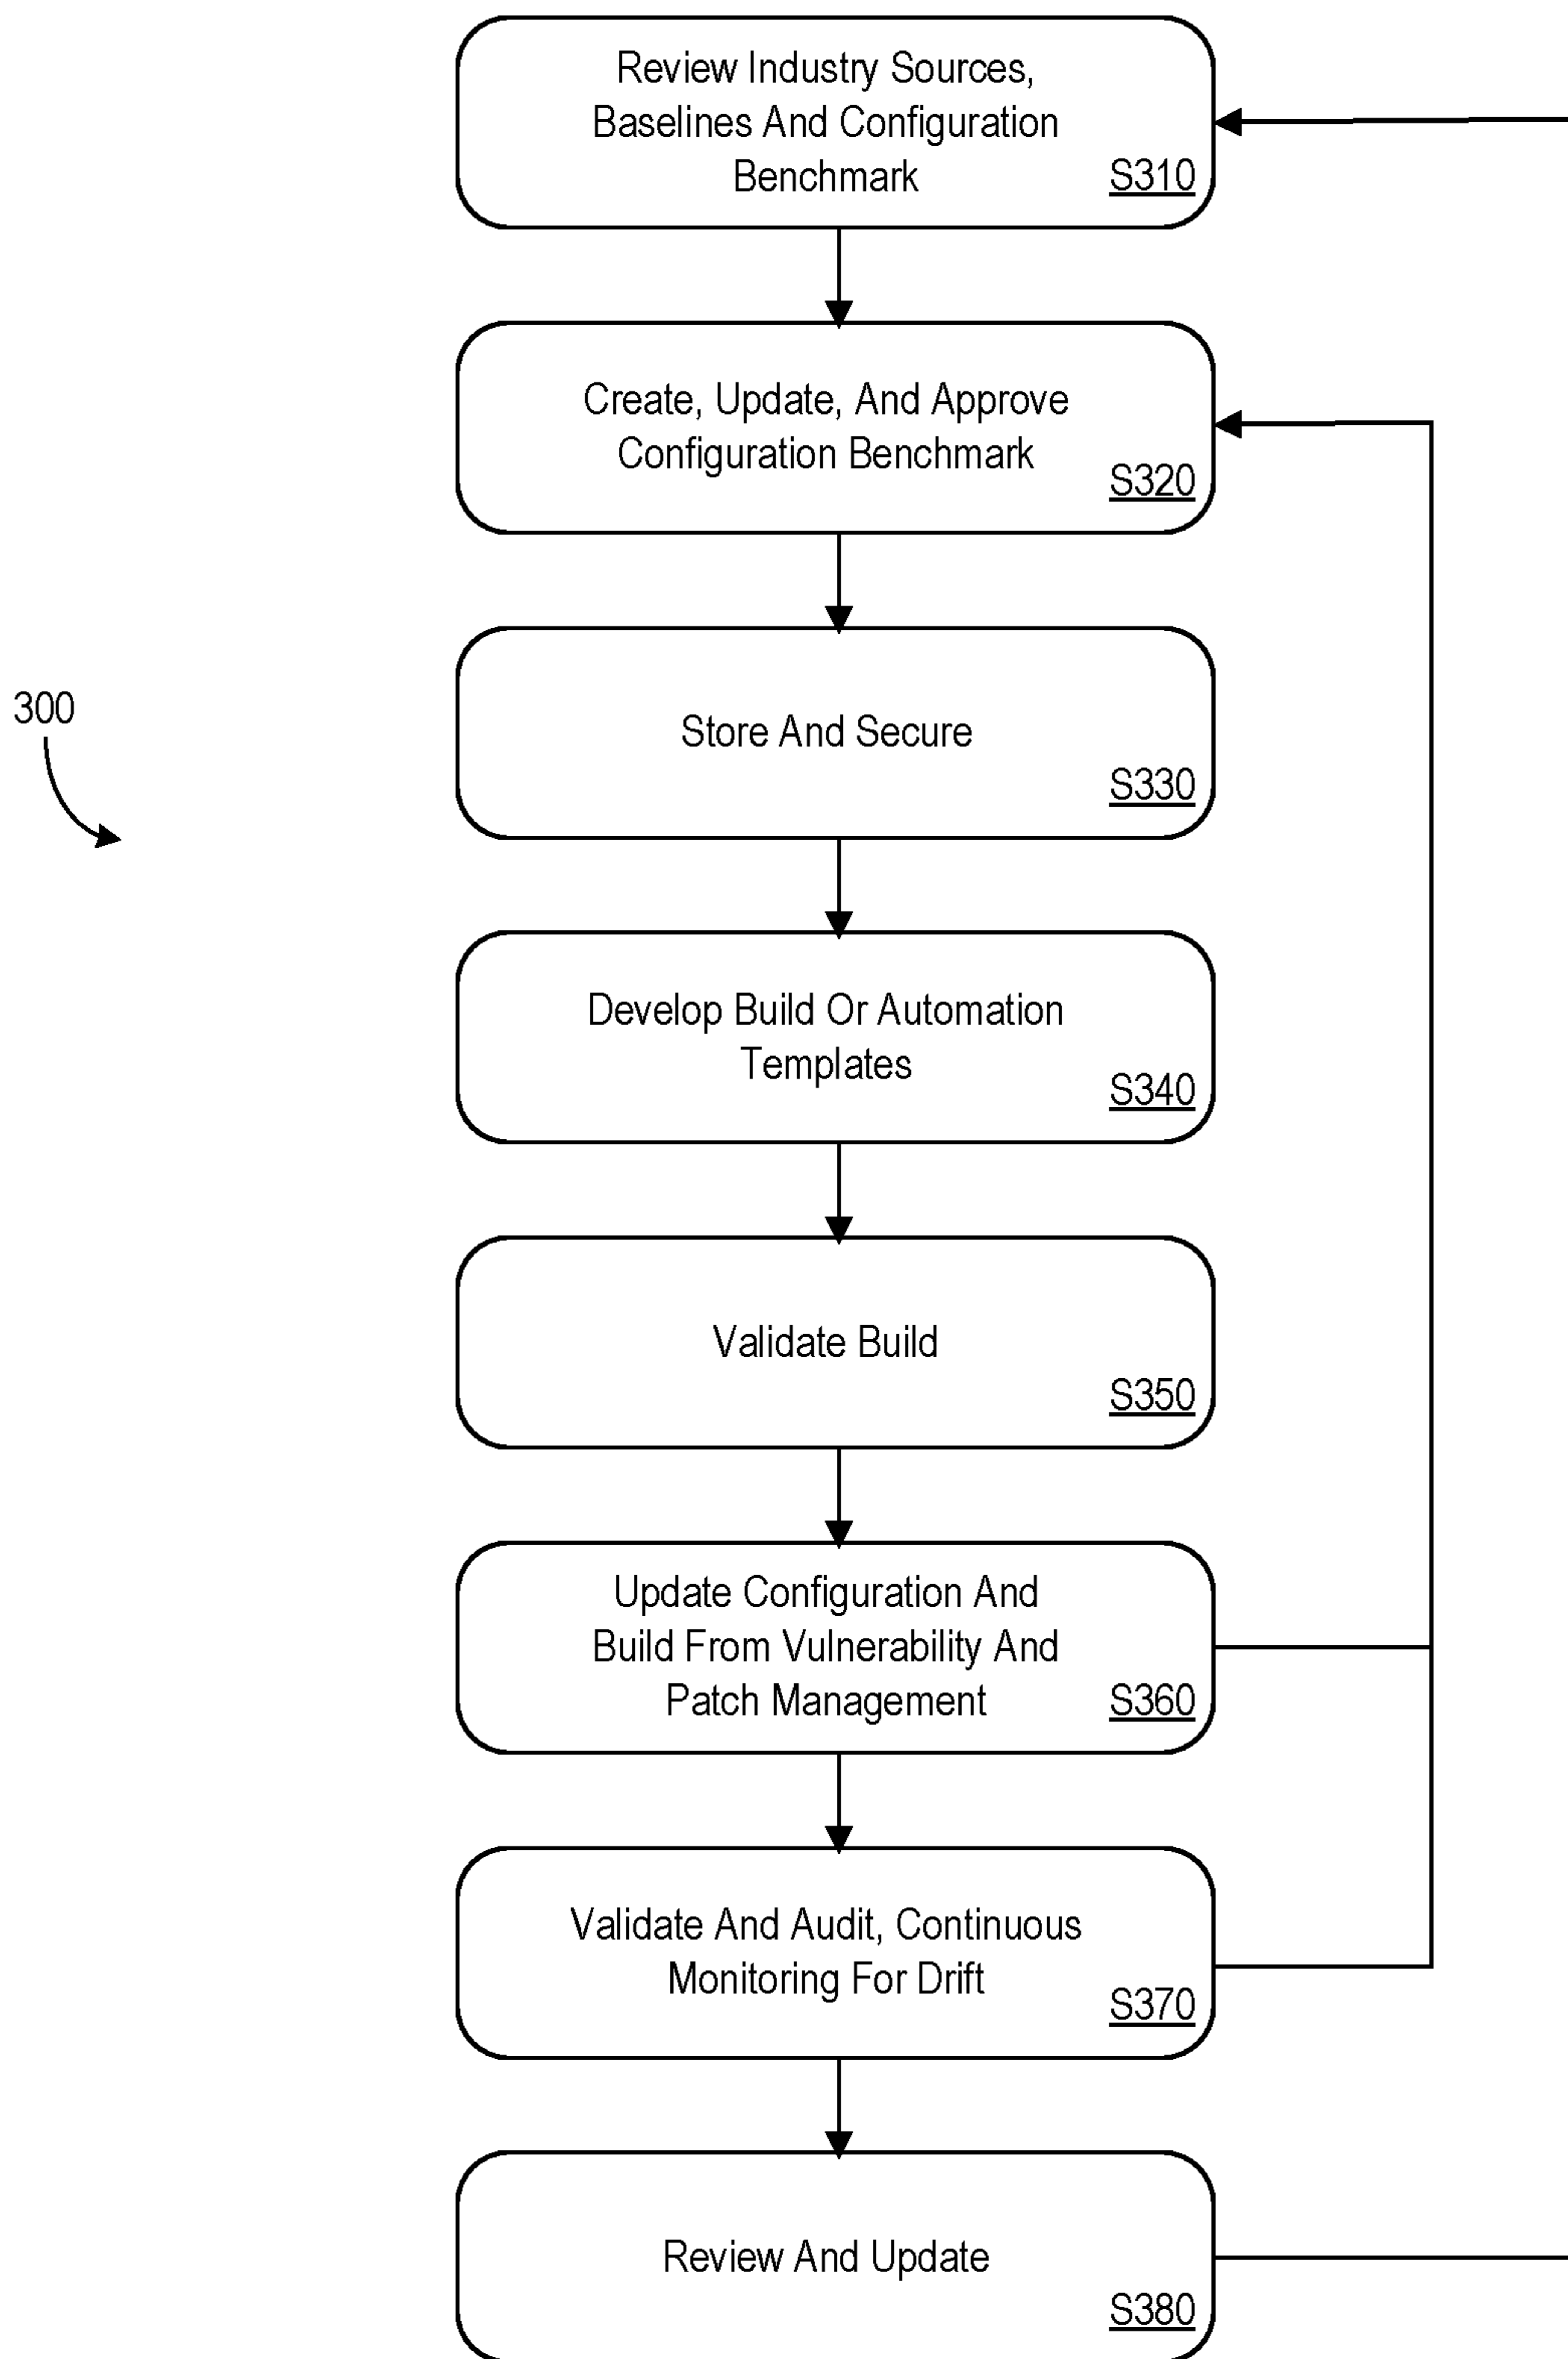 Review Industry Sources,
Baselines And Configuration
Benchmark
S310
Create, Update, And Approve
Configuration Benchmark
S320
300
Store And Secure
S330
Develop Build Or Automation
Templates
S340
Validate Build
S350
Update Configuration And
Build From Vulnerability And
Patch Management
S360
Validate And Audit, Continuous
Monitoring For Drift
S370
Review And Update
S380